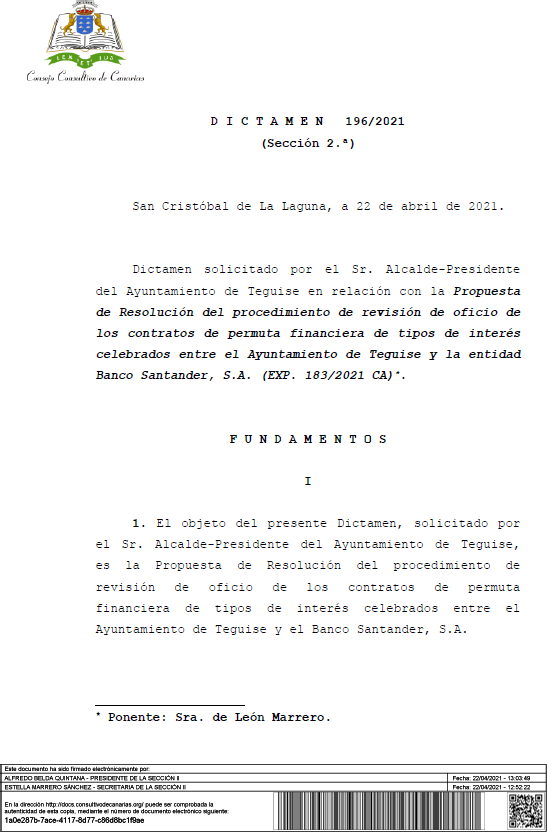 LEX ET IUS
Consejo Consultivo de Canarias
D I C T A M E N 196/2021
(Sección 2.ª)
San Cristóbal de La Laguna, a 22 de abril de 2021.
Dictamen solicitado por el Sr. Alcalde-Presidente
del Ayuntamiento de Teguise en relación con la Propuesta
de Resolución del procedimiento de revisión de oficio de
los contratos de permuta financiera de tipos de interés
celebrados entre el Ayuntamiento de Teguise y la entidad
Banco Santander, S.A. (EXP. 183/2021 CA)*.
F U N D A M E N T O S
I
1. El objeto del presente Dictamen, solicitado por
el Sr. Alcalde-Presidente del Ayuntamiento de Teguise,
es la Propuesta de Resolución del procedimiento de
revisión de oficio de los contratos de permuta
financiera de tipos de interés celebrados entre el
Ayuntamiento de Teguise y el Banco Santander, S.A.
* Ponente: Sra. de León Marrero.
Este documento ha sido firmado electrónicamente por:
ALFREDO BELDA QUINTANA - PRESIDENTE DE LA SECCIÓN II Fecha: 22/04/2021 - 13:03:49
ESTELLA MARRERO SÁNCHEZ - SECRETARIA DE LA SECCIÓN II Fecha: 22/04/2021 - 12:52:22
En la dirección http://docs.consultivodecanarias.org/ puede ser comprobada la
autenticidad de esta copia, mediante el número de documento electrónico siguiente:
1a0e287b-7ace-4117-8d77-c86d8bc1f9ae